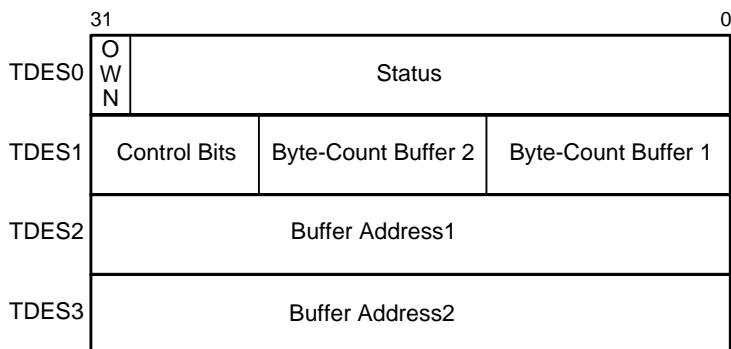 31 0
TDES0 OWN Status
TDES1 Control Bits Byte-Count Buffer 2 Byte-Count Buffer 1
TDES2 Buffer Address1
TDES3 Buffer Address2